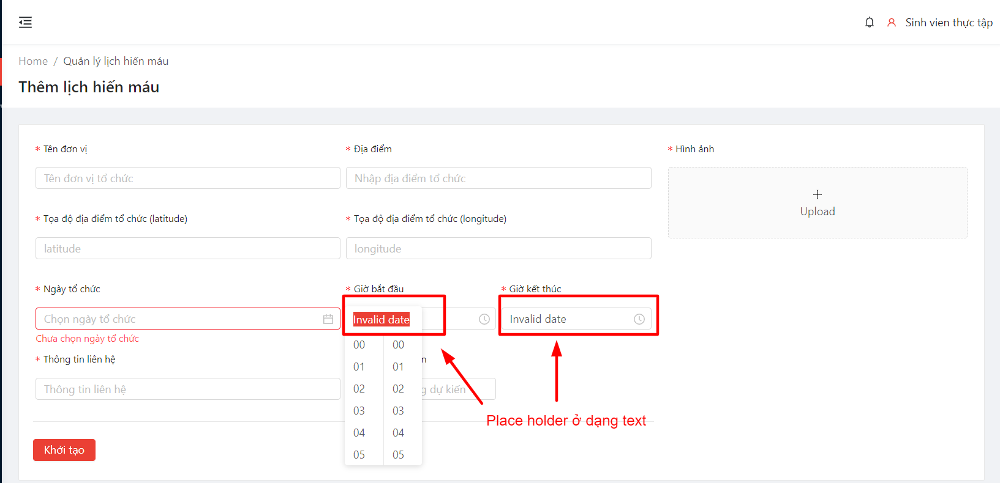 Sinh vien thực tập
Home / Quản lý lịch hiến máu
Thêm lịch hiến máu
* Tên đơn vị
* Địa điểm
* Hình ảnh
Tên đơn vị tổ chức
Nhập địa điểm tổ chức
+
Upload
* Tọa độ địa điểm tổ chức (latitude)
* Tọa độ địa điểm tổ chức (longitude)
latitude
longitude
* Ngày tổ chức
* Giờ bắt đầu
* Giờ kết thúc
Chọn ngày tổ chức
Invalid date
Invalid date
Chưa chọn ngày tổ chức
00 00
* Thông tin liên hệ
n
01 01
Thông tin liên hệ
02 02
g dự kiến
03 03
Place holder ở dạng text
04 04
Khởi tạo
05 05